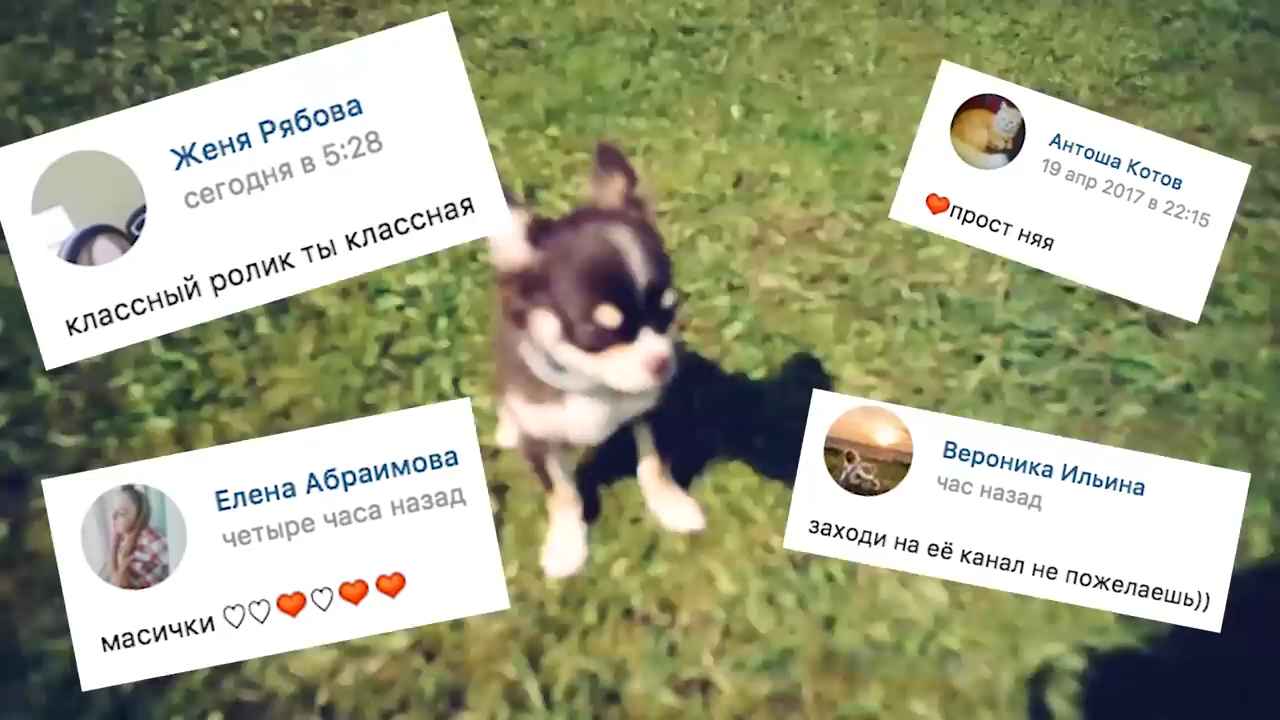 Женя Рябова
сегодня в 5:28
классный ролик ты классная
Антоша Котов
19 апр 2017 в 22:15
❤прост няя
Елена Абраимова
четыре часа назад
масички ♡♡❤♡❤❤
Вероника Ильина
час назад
заходи на её канал не пожелаешь))